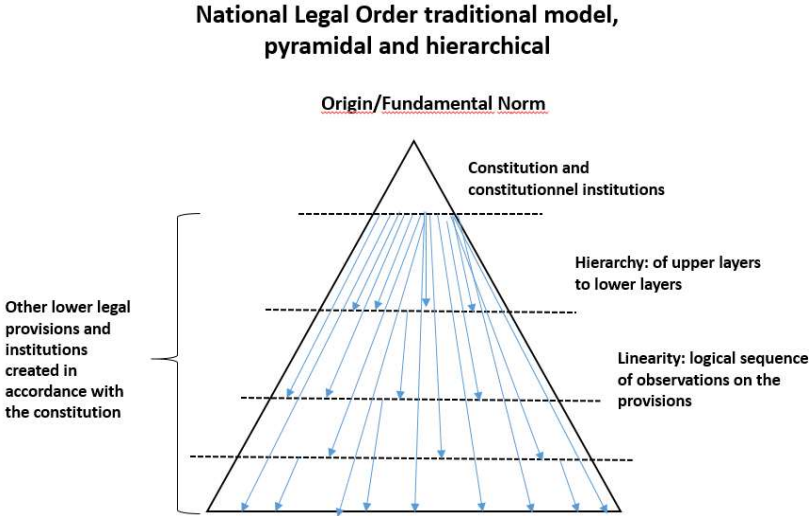 National Legal Order traditional model,
pyramidal and hierarchical
Origin/Fundamental Norm
Constitution and
constitutionnel institutions
Hierarchy: of upper layers
to lower layers
Other lower legal
provisions and
institutions
created in
accordance with
the constitution
Linearity: logical sequence
of observations on the
provisions